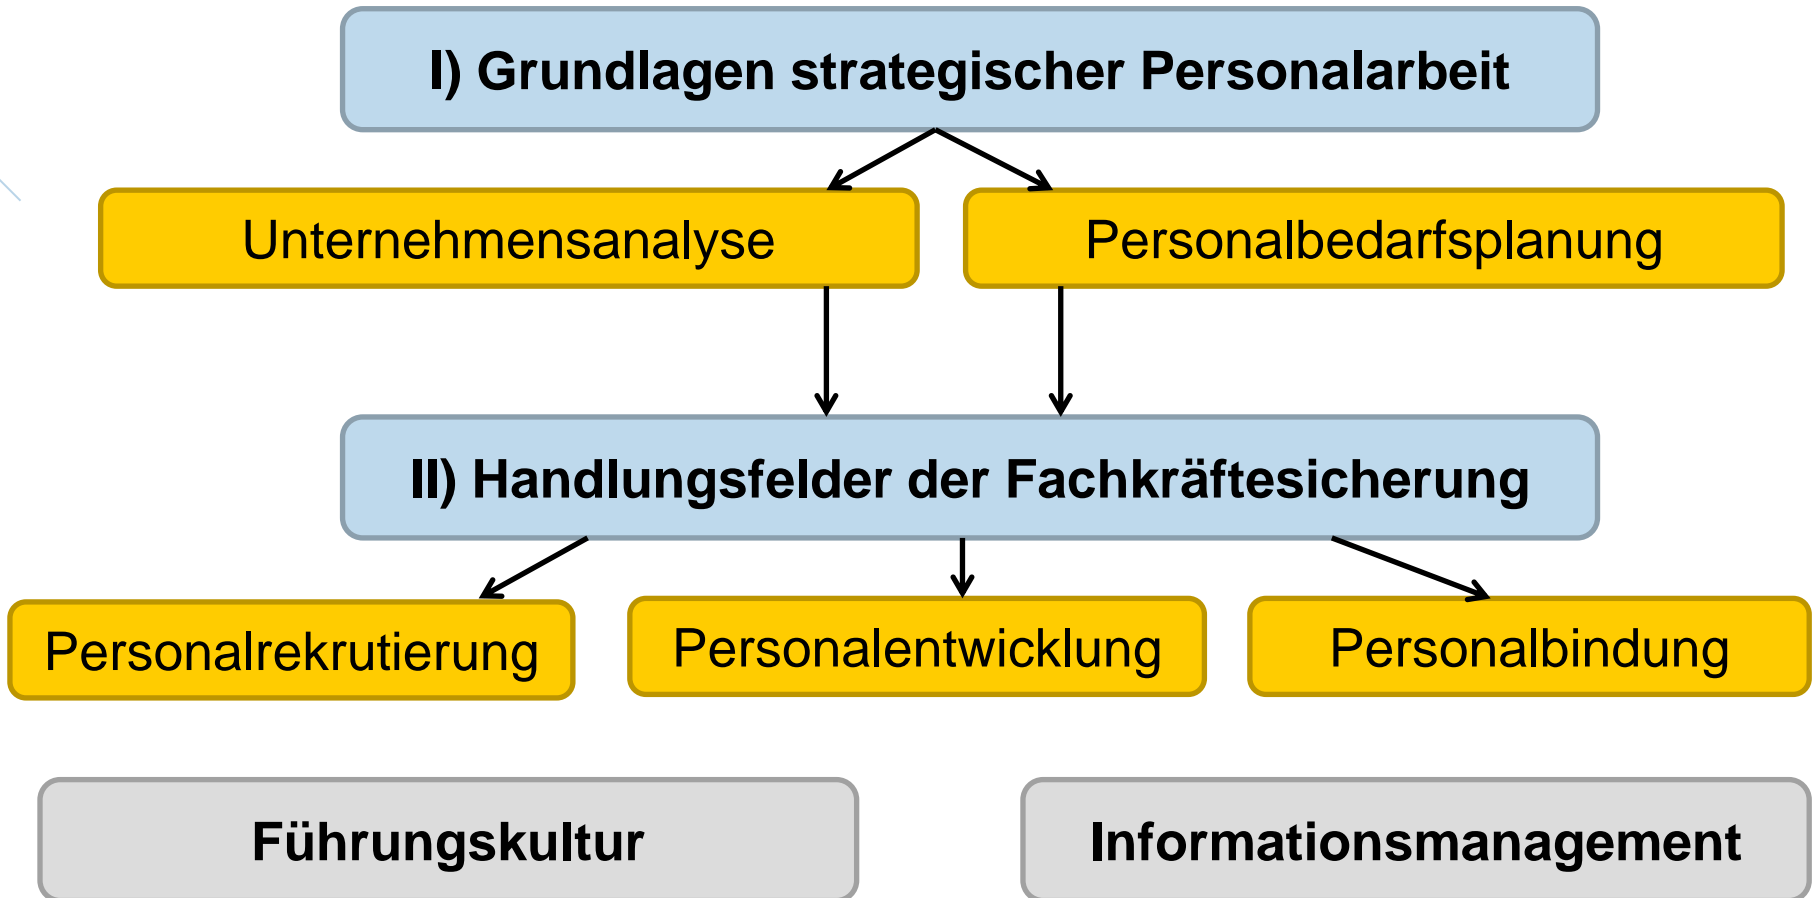 I) Grundlagen strategischer Personalarbeit
Unternehmensanalyse
Personalbedarfsplanung
II) Handlungsfelder der Fachkräftesicherung
Personalrekrutierung
Personalentwicklung
Personalbindung
Führungskultur
Informationsmanagement